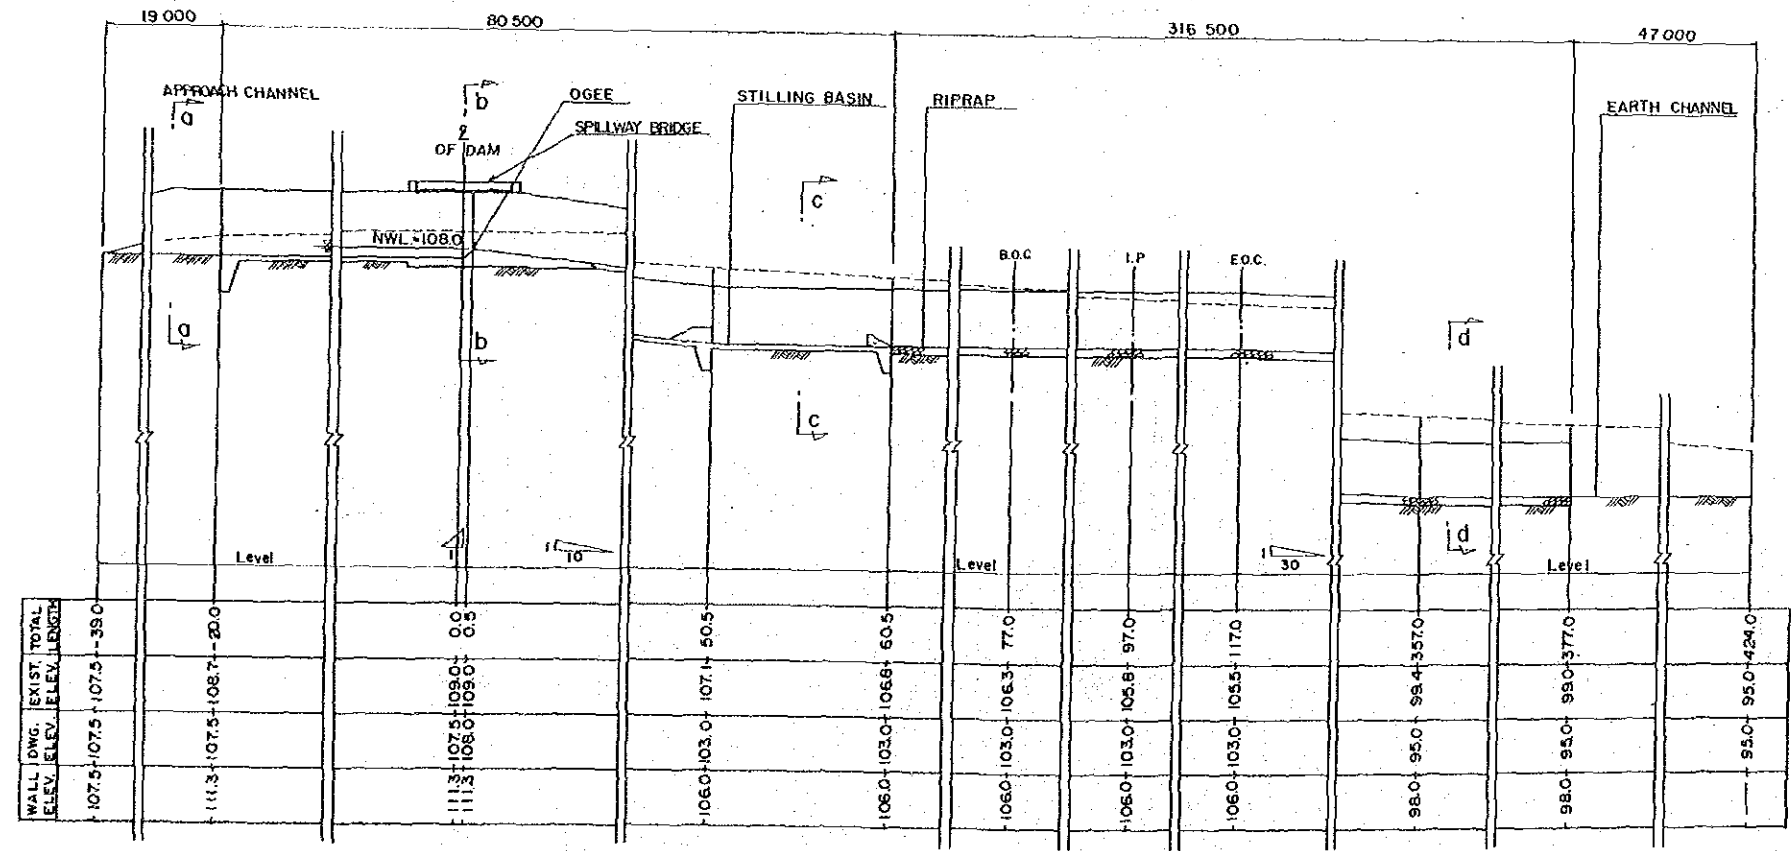 19 000 80 500 316 500 47 000
APPROACH CHANNEL
OGEE
STILLING BASIN
RIPRAP
EARTH CHANNEL
SPILLWAY BRIDGE
a
b
OF DAM
c
NWL=108.0
B.O.C
I.P
E.O.C.
a
b
c
d
d
Level
1
1
10
Level
1
30
Level
TOTAL LENGTH
-39.0
-20.0
0.0
0.5
50.5
60.5
77.0
97.0
117.0
357.0
377.0
424.0
EXIST. ELEV.
107.5
108.7
109.0
109.0
107.1
106.8
106.3
105.8
105.5
99.4
99.0
95.0
DWG. ELEV.
107.5
107.5
107.5
108.0
103.0
103.0
103.0
103.0
103.0
95.0
95.0
95.0
WALL ELEV.
107.5
111.3
111.3
111.3
106.0
106.0
106.0
106.0
106.0
98.0
98.0